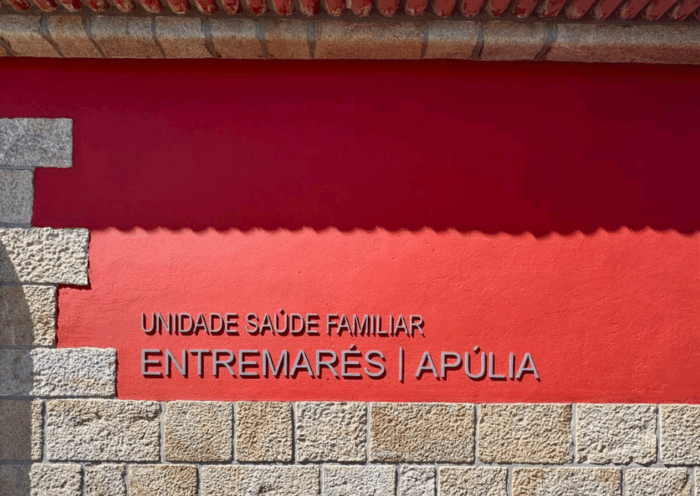 UNIDADE SAÚDE FAMILIAR
ENTREMARÉS | APÚLIA